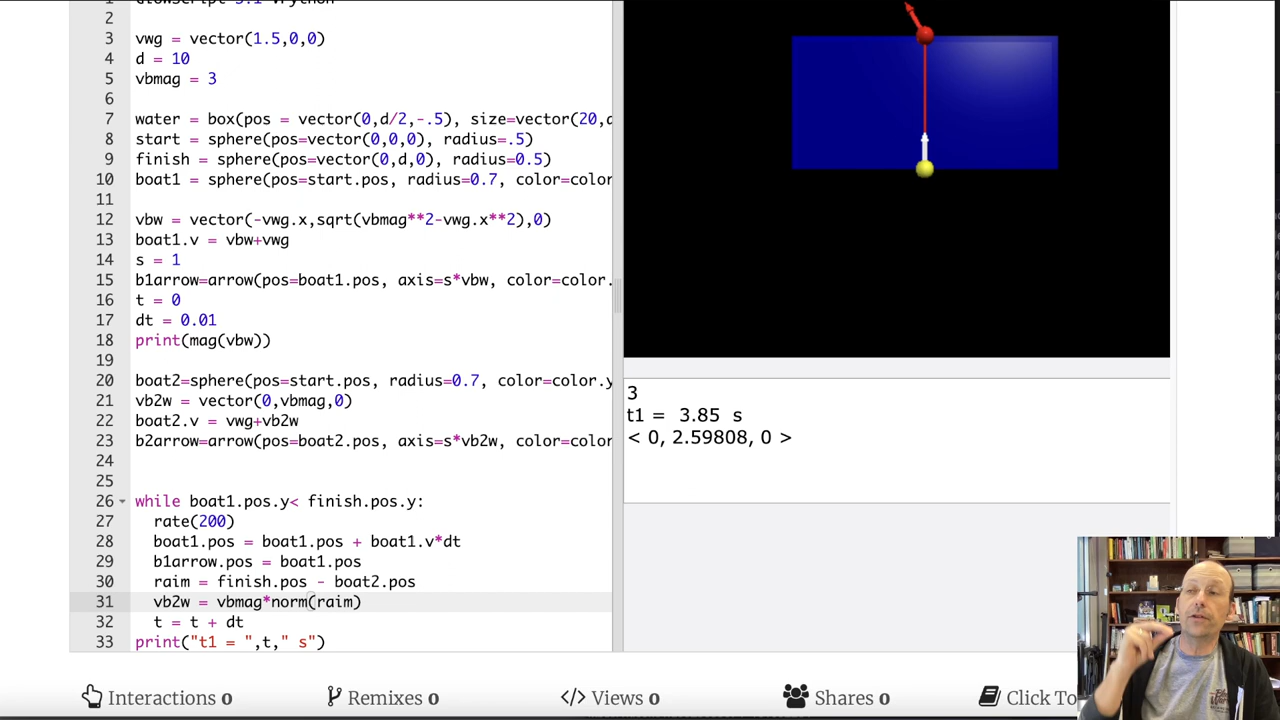 1 GlowScript 3.1 VPython
2
3 vwg = vector(1.5,0,0)
4 d = 10
5 vbmag = 3
6
7 water = box(pos = vector(0,d/2,-.5), size=vector(20,d
8 start = sphere(pos=vector(0,0,0), radius=.5)
9 finish = sphere(pos=vector(0,d,0), radius=0.5)
10 boat1 = sphere(pos=start.pos, radius=0.7, color=color
11
12 vbw = vector(-vwg.x,sqrt(vbmag**2-vwg.x**2),0)
13 boat1.v = vbw+vwg
14 s = 1
15 b1arrow=arrow(pos=boat1.pos, axis=s*vbw, color=color.
16 t = 0
17 dt = 0.01
18 print(mag(vbw))
19
20 boat2=sphere(pos=start.pos, radius=0.7, color=color.y
21 vb2w = vector(0,vbmag,0)
22 boat2.v = vwg+vb2w
23 b2arrow=arrow(pos=boat2.pos, axis=s*vb2w, color=color
24
25
26 while boat1.pos.y< finish.pos.y:
27 rate(200)
28 boat1.pos = boat1.pos + boat1.v*dt
29 b1arrow.pos = boat1.pos
30 raim = finish.pos - boat2.pos
31 vb2w = vbmag*norm(raim)
32 t = t + dt
33 print("t1 = ",t," s")
3
t1 = 3.85 s
< 0, 2.59808, 0 >
Interactions 0
Remixes 0
</> Views 0
Shares 0
Click To